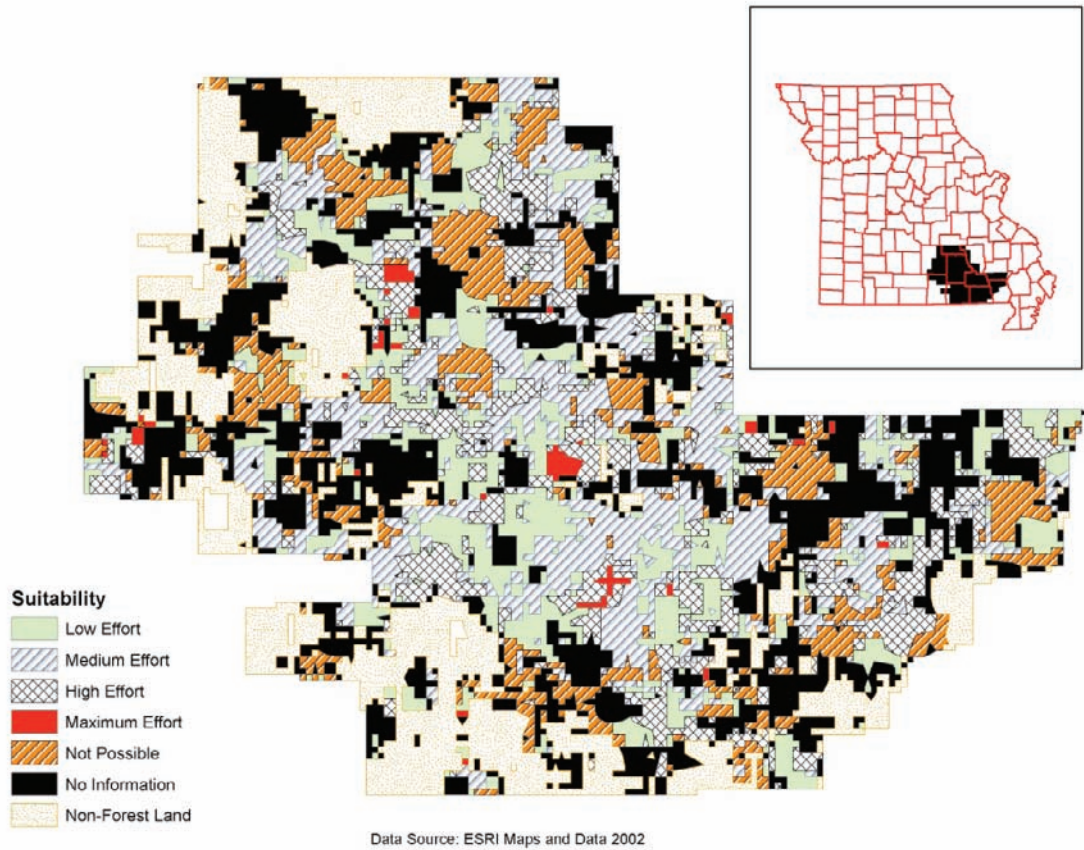 Suitability
Low Effort
Medium Effort
High Effort
Maximum Effort
Not Possible
No Information
Non-Forest Land
Data Source: ESRI Maps and Data 2002